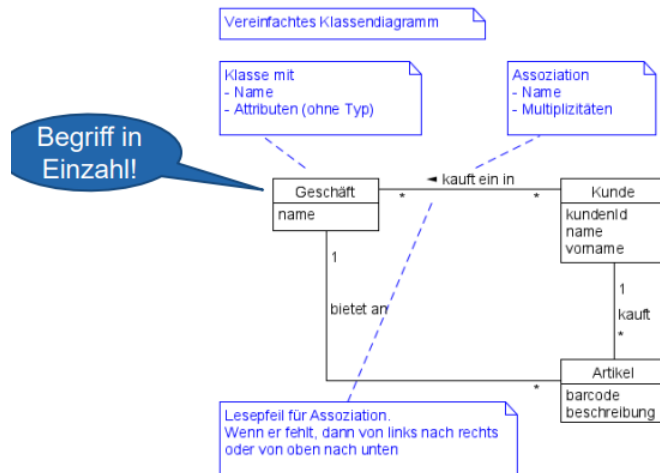 Vereinfachtes Klassendiagramm
Klasse mit
- Name
- Attributen (ohne Typ)
Assoziation
- Name
- Multiplizitäten
Begriff in
Einzahl!
Geschäft
name
◄ kauft ein in
*
*
Kunde
kundenId
name
vorname
1
bietet an
*
1
kauft
*
Artikel
barcode
beschreibung
Lesepfeil für Assoziation.
Wenn er fehlt, dann von links nach rechts
oder von oben nach unten